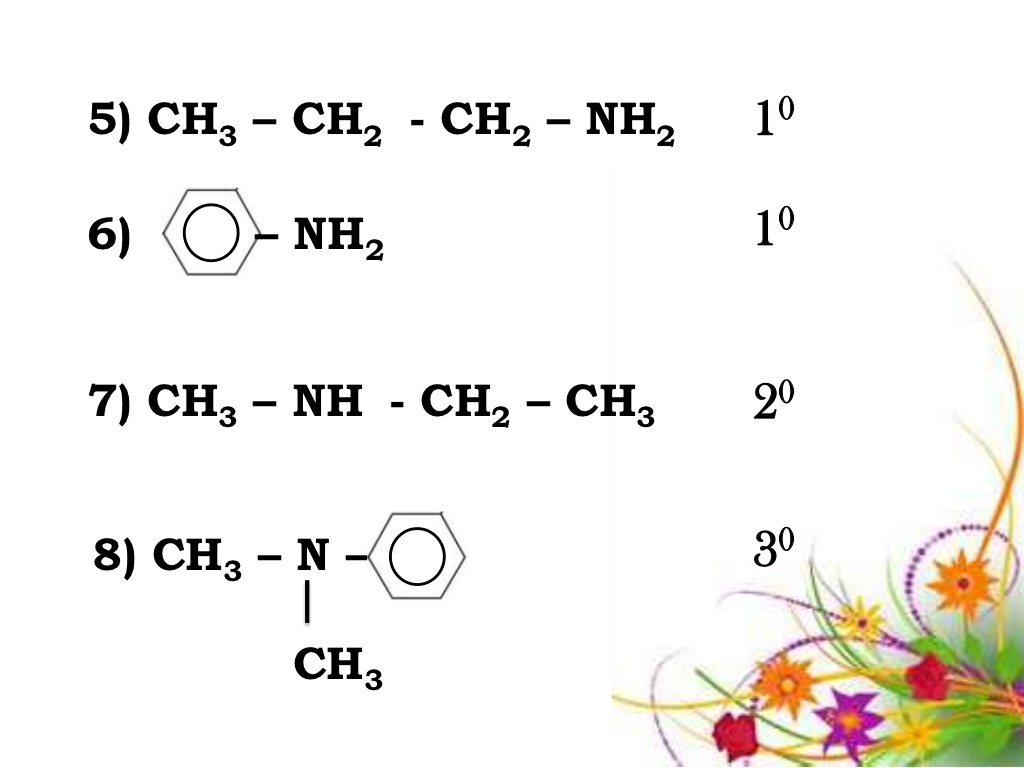 5) CH₃ – CH₂ - CH₂ – NH₂ 1⁰
6) – NH₂ 1⁰
7) CH₃ – NH - CH₂ – CH₃ 2⁰
8) CH₃ – N – 3⁰
CH₃